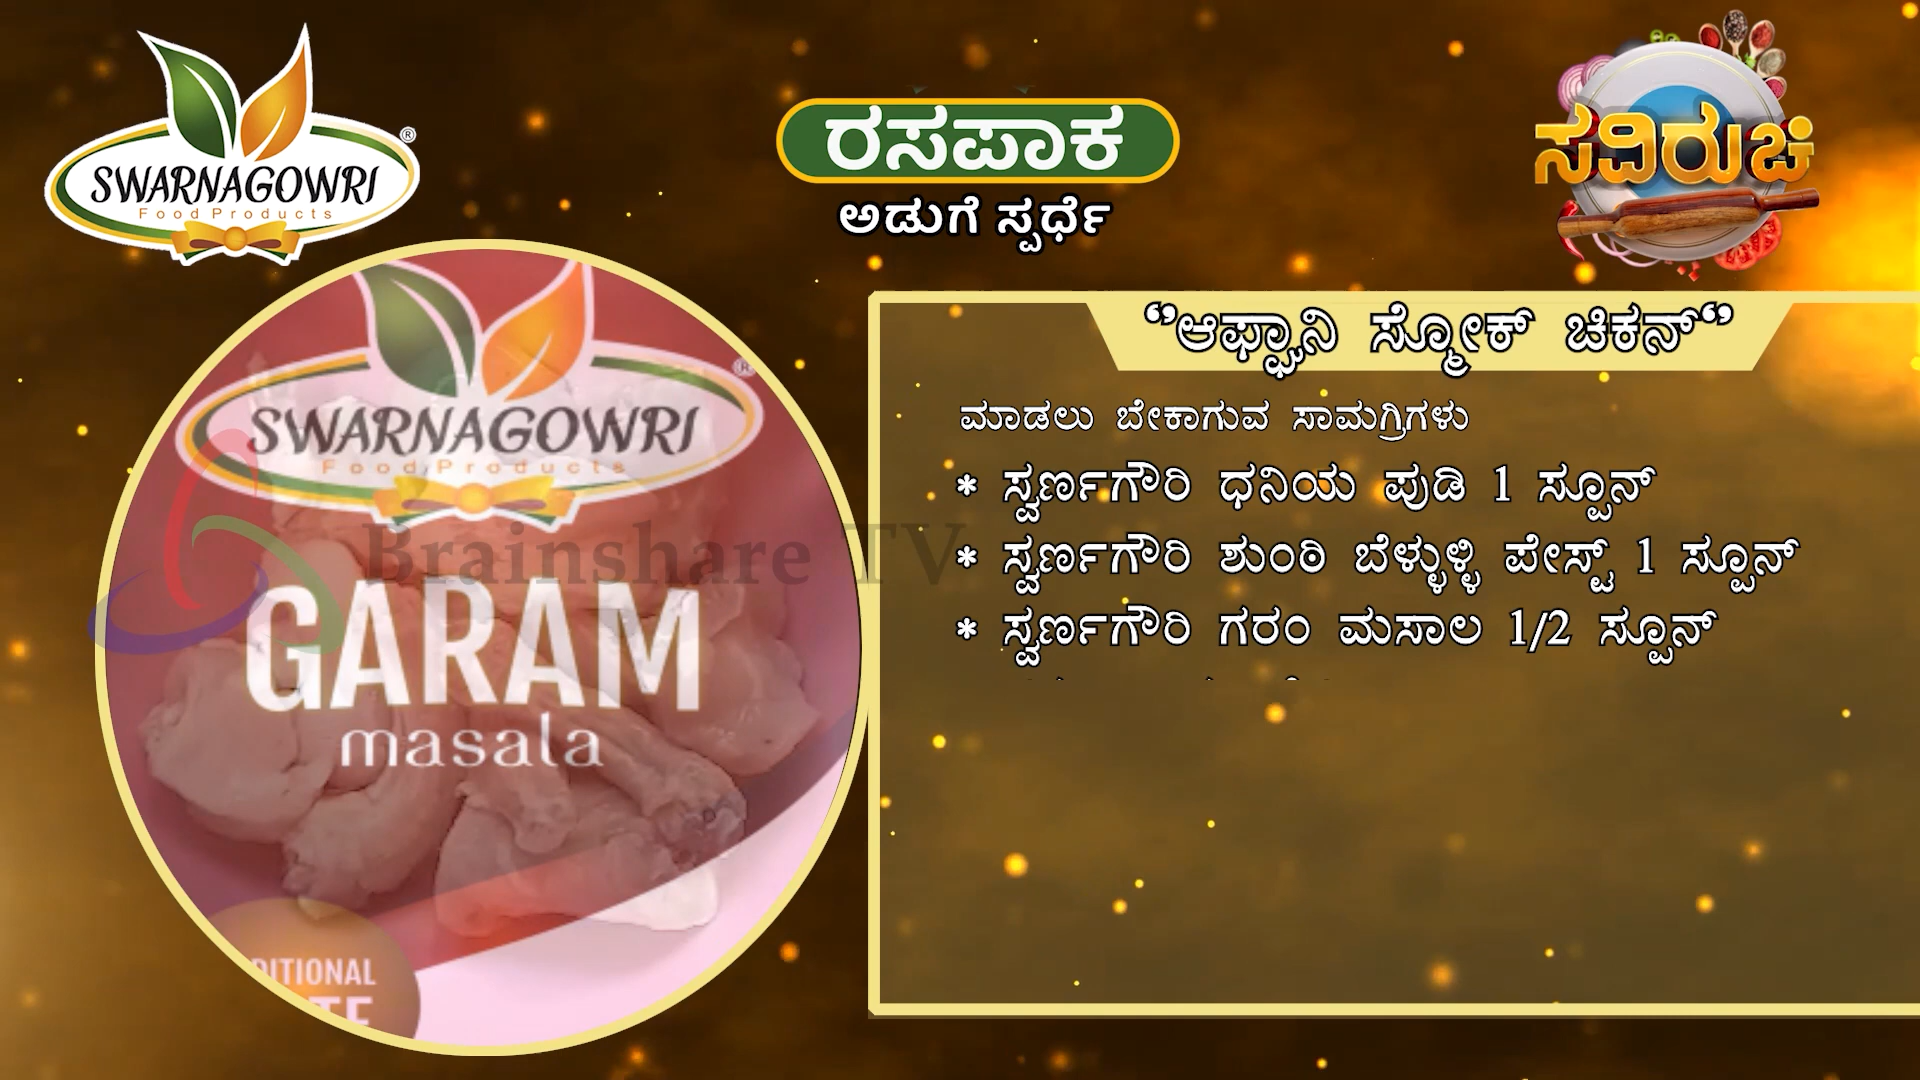 SWARNAGOWRI
®
Food Products
ರಸಪಾಕ
ಅಡುಗೆ ಸ್ಪರ್ಧೆ
ಸವಿರುಚಿ
SWARNAGOWRI
®
Food Products
GARAM
masala
DITIONAL
Brainshare TV
"ಆಫ್ಘಾನಿ ಸ್ಮೋಕ್ ಚಿಕನ್"
ಮಾಡಲು ಬೇಕಾಗುವ ಸಾಮಗ್ರಿಗಳು
* ಸ್ವರ್ಣಗೌರಿ ಧನಿಯ ಪುಡಿ 1 ಸ್ಪೂನ್
* ಸ್ವರ್ಣಗೌರಿ ಶುಂಠಿ ಬೆಳ್ಳುಳ್ಳಿ ಪೇಸ್ಟ್ 1 ಸ್ಪೂನ್
* ಸ್ವರ್ಣಗೌರಿ ಗರಂ ಮಸಾಲ 1/2 ಸ್ಪೂನ್